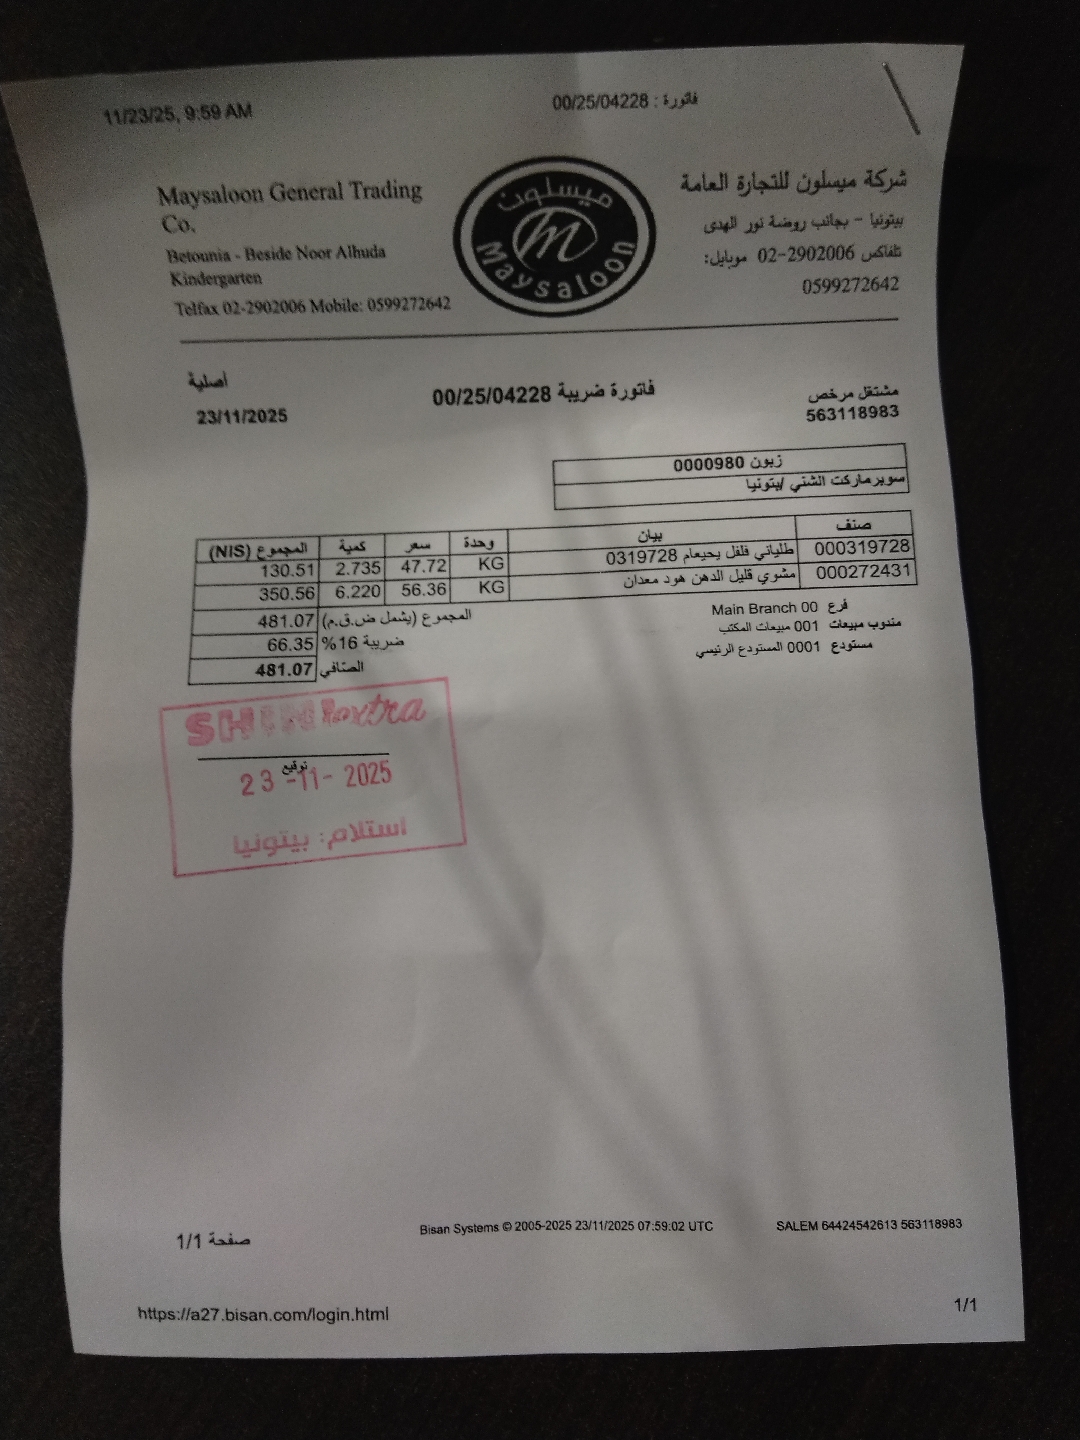 11/23/25, 9:59 AM
فاتورة : 00/25/04228
Maysaloon General Trading
Co.
Betounia - Beside Noor Alhuda
Kindergarten
Telfax 02-2902006 Mobile: 0599272642
ميسلون
Maysaloon
شركة ميسلون للتجارة العامة
بيتونيا - بجانب روضة نور الهدى
تلفاكس 02-2902006 موبايل:
0599272642
أصلية
23/11/2025
فاتورة ضريبة 00/25/04228
مشتغل مرخص
563118983
زبون 0000980
سوبرماركت الشني /بتونيا
صنف بيان وحدة سعر كمية المجموع (NIS)
000319728 طلياني فلفل يحيعام 0319728 KG 47.72 2.735 130.51
000272431 مشوي قليل الدهن هود معدان KG 56.36 6.220 350.56
المجموع (يشمل ض.ق.م) 481.07
ضريبة 16% 66.35
الصافي 481.07
فرع Main Branch 00
مندوب مبيعات 001 مبيعات المكتب
مستودع 0001 المستودع الرئيسي
extra
توقيع
23 -11- 2025
استلام: بيتونيا
صفحة 1/1
Bisan Systems © 2005-2025 23/11/2025 07:59:02 UTC
SALEM 64424542613 563118983
https://a27.bisan.com/login.html
1/1